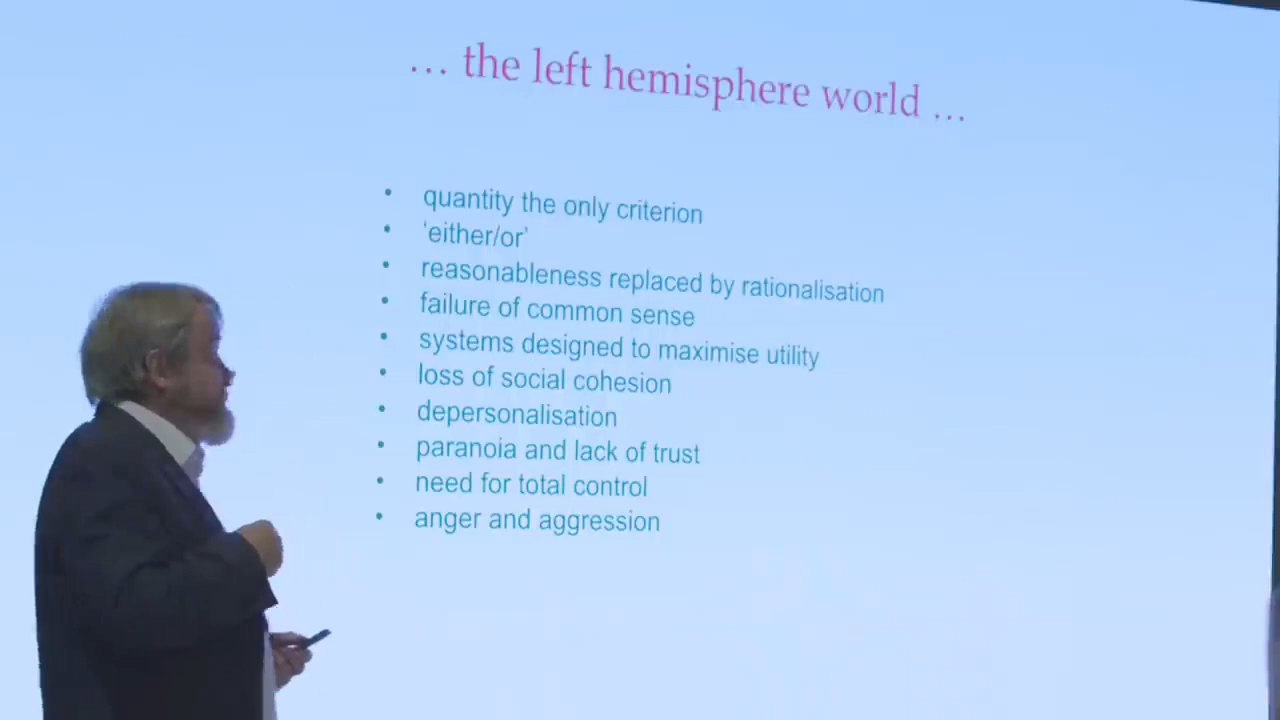 ... the left hemisphere world ...
• quantity the only criterion
• ‘either/or’
• reasonableness replaced by rationalisation
• failure of common sense
• systems designed to maximise utility
• loss of social cohesion
• depersonalisation
• paranoia and lack of trust
• need for total control
• anger and aggression